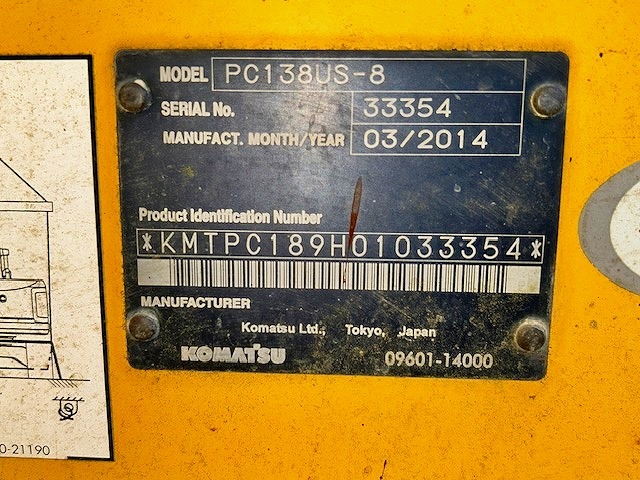 MODEL PC138US-8
SERIAL No. 33354
MANUFACT. MONTH/YEAR 03/2014
Product Identification Number
*KMTPC189H01033354*
MANUFACTURER
Komatsu Ltd., Tokyo, Japan
KOMATSU 09601-14000
0-21190